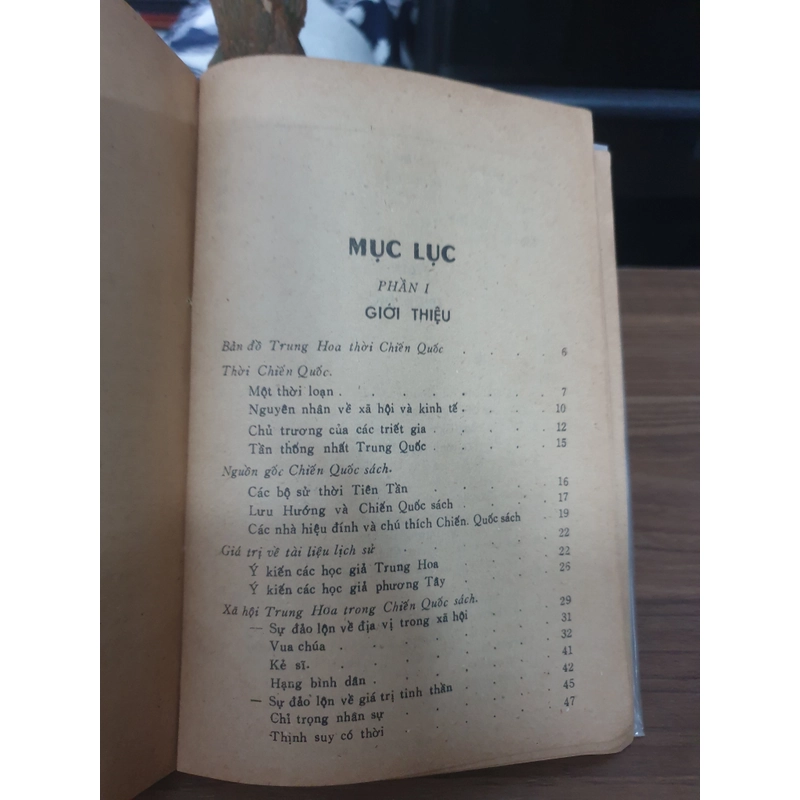 MỤC LỤC
PHẦN I
GIỚI THIỆU
Bản đồ Trung Hoa thời Chiến Quốc . . . . 6
Thời Chiến Quốc.
Một thời loạn . . . . . . . 7
Nguyên nhân về xã hội và kinh tế . . . . 10
Chủ trương của các triết gia . . . . . 12
Tần thống nhất Trung Quốc . . . . . 15
Nguồn gốc Chiến Quốc sách.
Các bộ sử thời Tiên Tần . . . . . 16
Lưu Hướng và Chiến Quốc sách . . . . 17
Các nhà hiệu đính và chú thích Chiến. Quốc sách . 19
Giá trị về tài liệu lịch sử . . . . . 22
Ý kiến các học giả Trung Hoa . . . . 22
Ý kiến các học giả phương Tây . . . . 26
Xã hội Trung Hoa trong Chiến Quốc sách. . . . 29
— Sự đảo lộn về địa vị trong xã hội . . . 31
Vua chúa . . . . . . . 32
Kẻ sĩ. . . . . . . . 41
Hạng bình dân . . . . . . 42
— Sự đảo lộn về giá trị tinh thần . . . . 45
Chỉ trọng nhân sự . . . . . 47
Thịnh suy có thời . . . . .